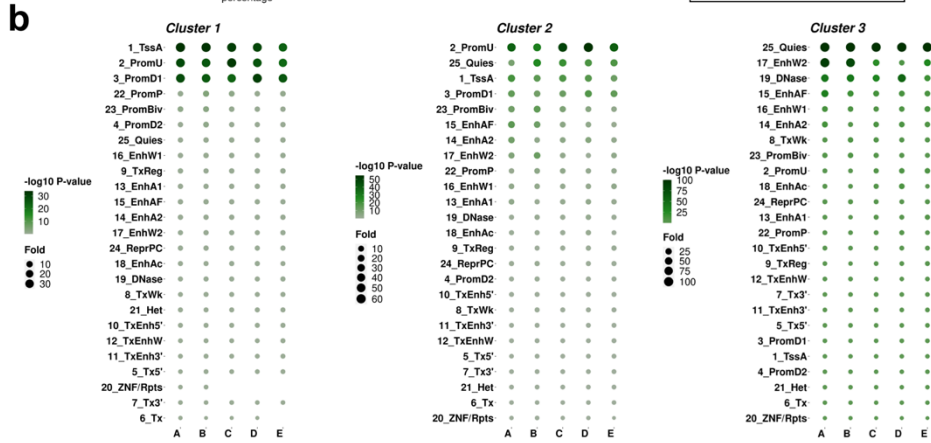 percentage
b
Cluster 1
1_TssA
2_PromU
3_PromD1
22_PromP
23_PromBiv
4_PromD2
25_Quies
16_EnhW1
9_TxReg
13_EnhA1
15_EnhAF
14_EnhA2
17_EnhW2
24_ReprPC
18_EnhAc
19_DNase
8_TxWk
21_Het
10_TxEnh5'
12_TxEnhW
11_TxEnh3'
5_Tx5'
20_ZNF/Rpts
7_Tx3'
6_Tx
A B C D E
-log10 P-value
30
20
10
Fold
10
20
30
Cluster 2
2_PromU
25_Quies
1_TssA
3_PromD1
23_PromBiv
15_EnhAF
14_EnhA2
17_EnhW2
22_PromP
16_EnhW1
13_EnhA1
19_DNase
18_EnhAc
9_TxReg
24_ReprPC
4_PromD2
10_TxEnh5'
8_TxWk
11_TxEnh3'
12_TxEnhW
5_Tx5'
7_Tx3'
21_Het
6_Tx
20_ZNF/Rpts
A B C D E
-log10 P-value
50
40
30
20
10
Fold
10
20
30
40
50
60
Cluster 3
25_Quies
17_EnhW2
19_DNase
15_EnhAF
16_EnhW1
14_EnhA2
8_TxWk
23_PromBiv
2_PromU
18_EnhAc
24_ReprPC
13_EnhA1
22_PromP
10_TxEnh5'
9_TxReg
12_TxEnhW
7_Tx3'
11_TxEnh3'
5_Tx5'
3_PromD1
1_TssA
4_PromD2
21_Het
6_Tx
20_ZNF/Rpts
A B C D E
-log10 P-value
100
75
50
25
Fold
25
50
75
100